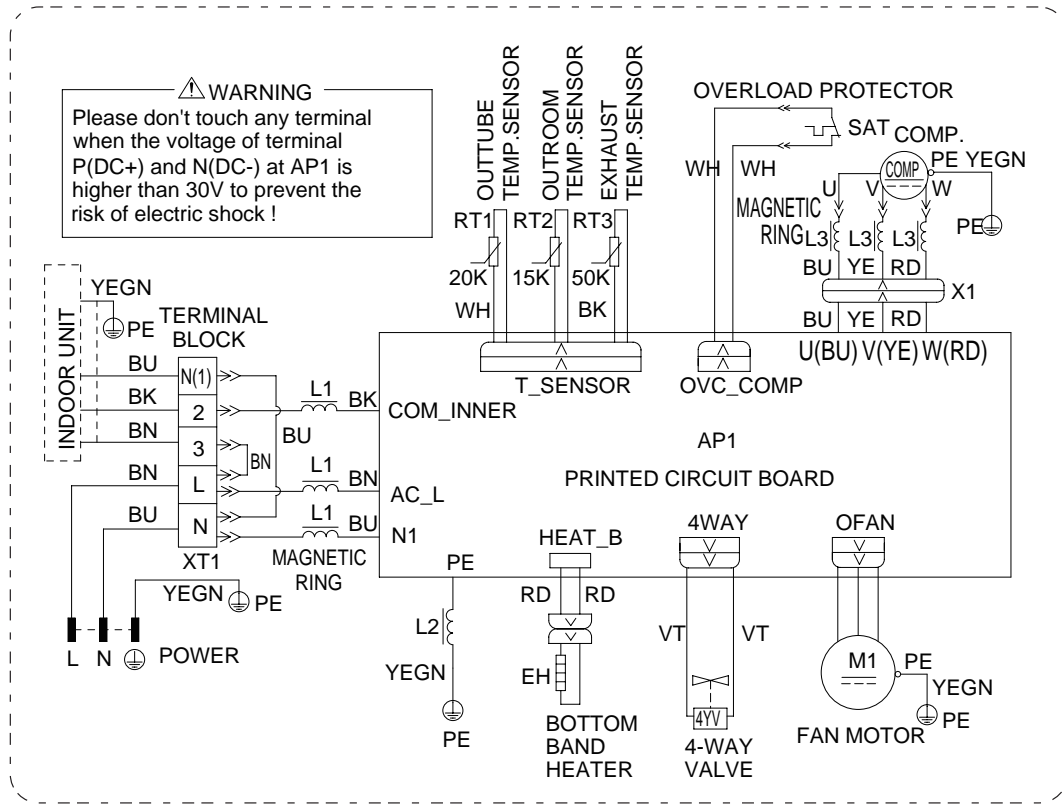 WARNING
Please don't touch any terminal
when the voltage of terminal
P(DC+) and N(DC-) at AP1 is
higher than 30V to prevent the
risk of electric shock !
OUTTUBE
TEMP.SENSOR
OUTROOM
TEMP.SENSOR
EXHAUST
TEMP.SENSOR
RT1
RT2
RT3
20K
15K
50K
WH
BK
T_SENSOR
OVERLOAD PROTECTOR
SAT
WH
WH
OVC_COMP
COMP.
COMP
PE YEGN
PE
U
V
W
MAGNETIC
RING
L3
L3
L3
BU
YE
RD
X1
BU
YE
RD
U(BU) V(YE) W(RD)
INDOOR UNIT
YEGN
PE
TERMINAL
BLOCK
BU
N(1)
BK
2
BN
3
BN
L
BU
N
XT1
BU
BN
L1
BK
COM_INNER
L1
BN
AC_L
L1
BU
N1
MAGNETIC
RING
YEGN
PE
L
N
POWER
AP1
PRINTED CIRCUIT BOARD
PE
L2
YEGN
PE
HEAT_B
RD
RD
EH
BOTTOM
BAND
HEATER
4WAY
VT
VT
4YV
4-WAY
VALVE
OFAN
M1
PE
YEGN
PE
FAN MOTOR